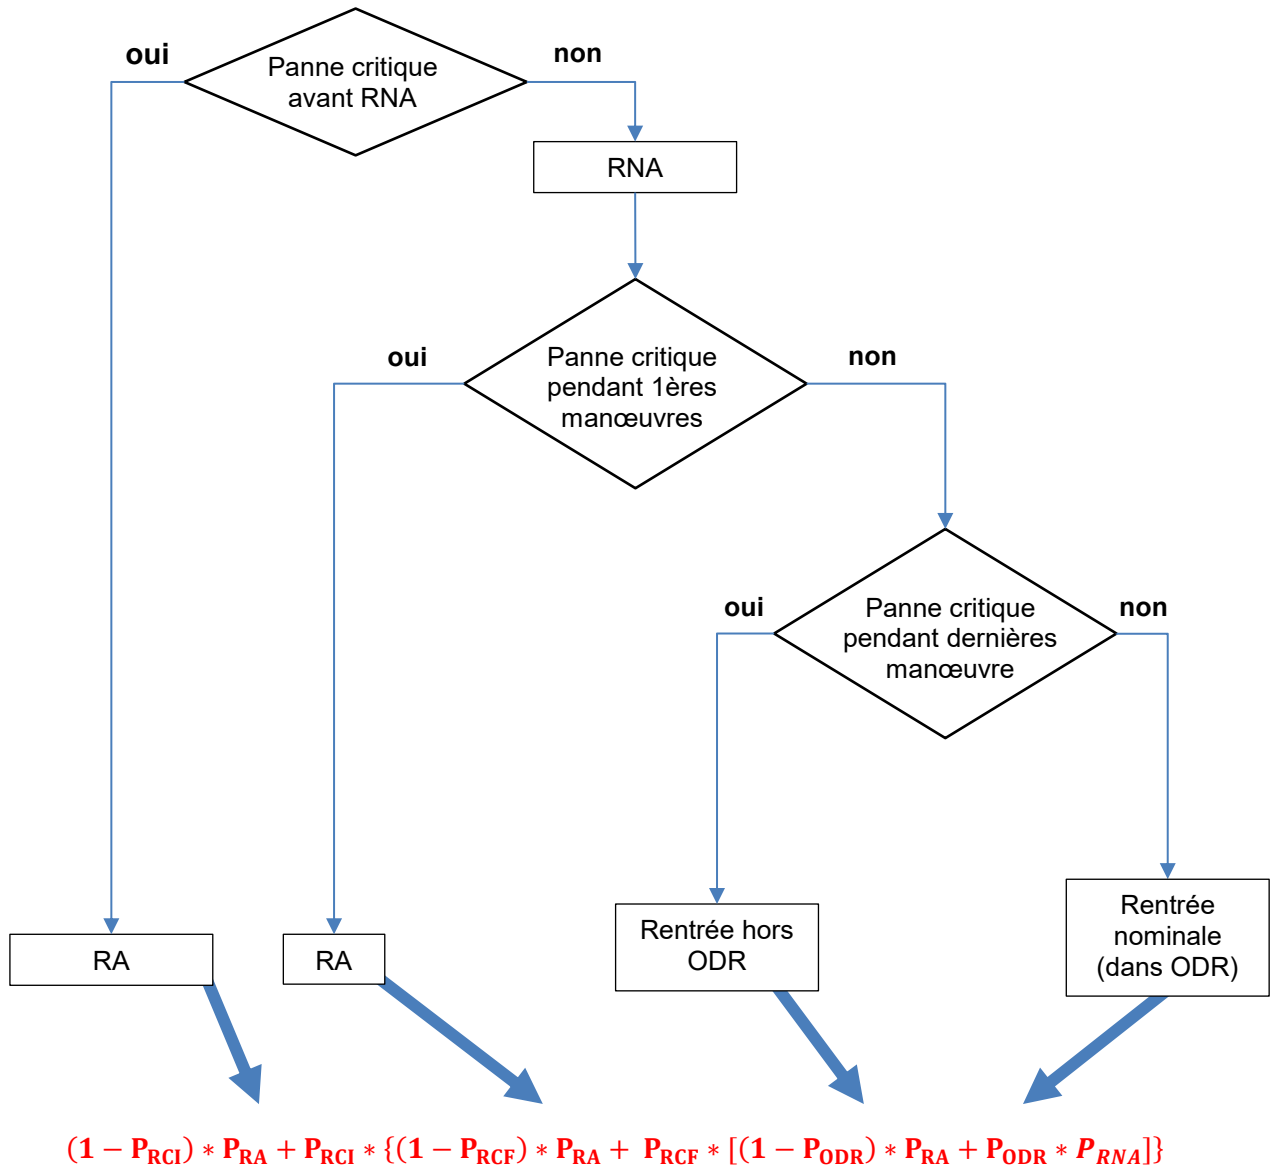 oui
non
Panne critique
avant RNA
RNA
oui
non
Panne critique
pendant 1ères
manœuvres
oui
non
Panne critique
pendant dernières
manœuvre
Rentrée
nominale
(dans ODR)
Rentrée hors
ODR
RA
RA
(1 − P_RCI) * P_RA + P_RCI * {(1 − P_RCF) * P_RA + P_RCF * [(1 − P_ODR) * P_RA + P_ODR * P_RNA]}